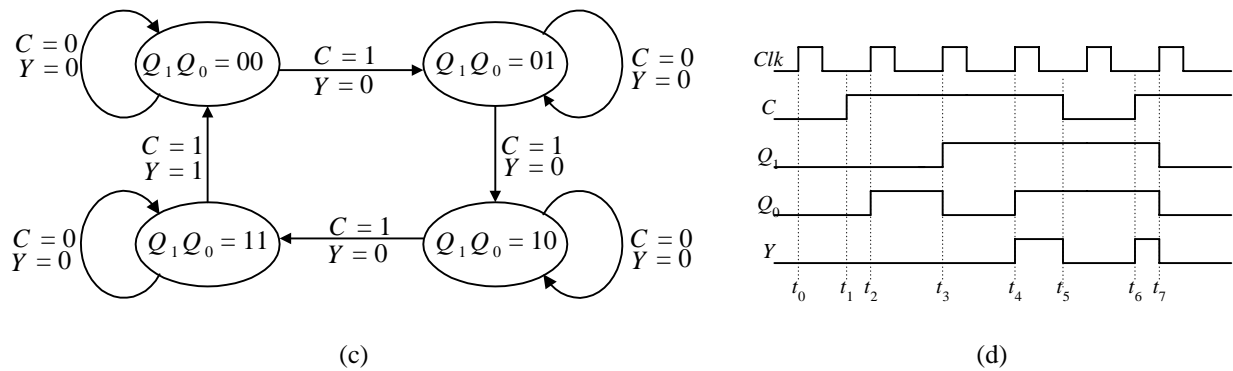 C = 0
Y = 0
Q₁Q₀ = 00
C = 1
Y = 0
Q₁Q₀ = 01
C = 0
Y = 0
C = 1
Y = 1
C = 1
Y = 0
C = 0
Y = 0
Q₁Q₀ = 11
C = 1
Y = 0
Q₁Q₀ = 10
C = 0
Y = 0
(c)
Clk
C
Q₁
Q₀
Y
t₀ t₁ t₂ t₃ t₄ t₅ t₆ t₇
(d)